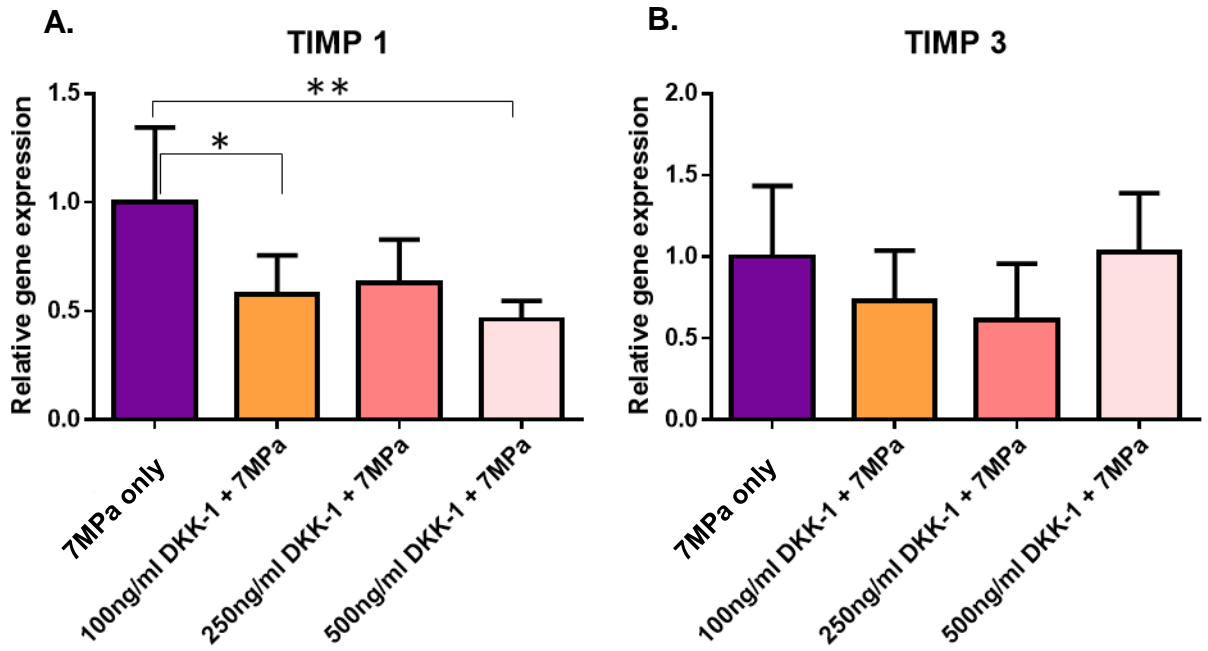 A.
TIMP 1
Relative gene expression
1.5
1.0
0.5
0.0
**
*
7MPa only
100ng/ml DKK-1 + 7MPa
250ng/ml DKK-1 + 7MPa
500ng/ml DKK-1 + 7MPa
B.
TIMP 3
Relative gene expression
2.0
1.5
1.0
0.5
0.0
7MPa only
100ng/ml DKK-1 + 7MPa
250ng/ml DKK-1 + 7MPa
500ng/ml DKK-1 + 7MPa